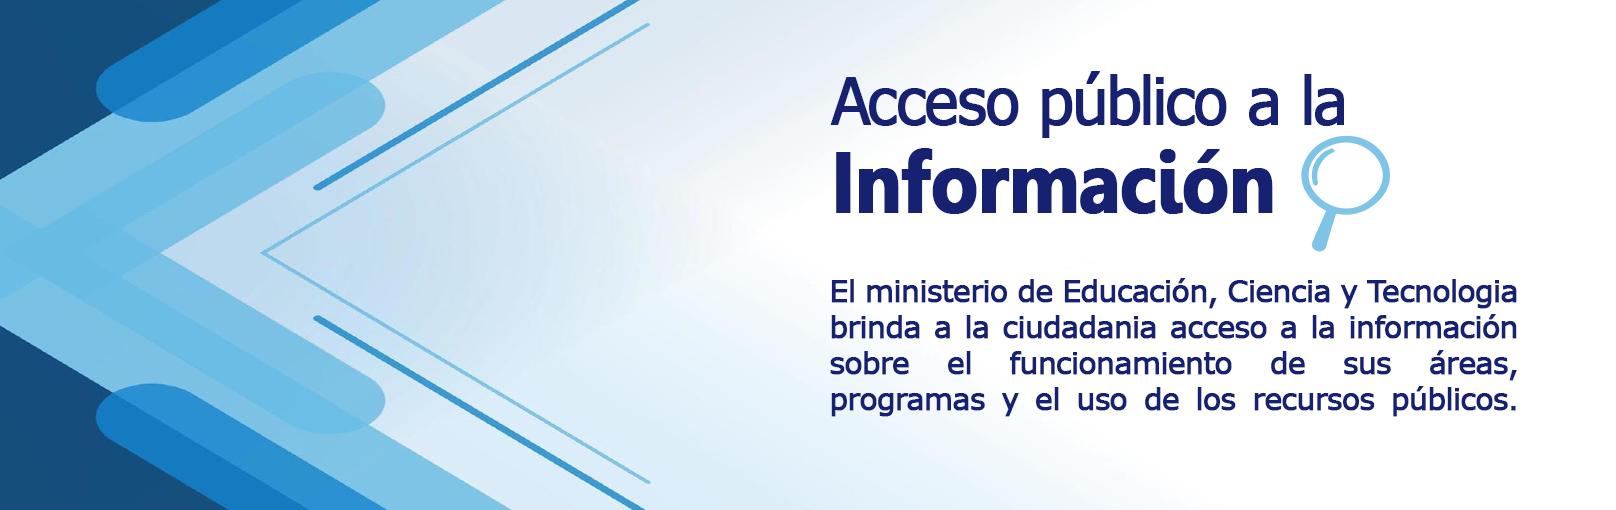 Acceso público a la
Información
El ministerio de Educación, Ciencia y Tecnologia
brinda a la ciudadania acceso a la información
sobre el funcionamiento de sus áreas,
programas y el uso de los recursos públicos.